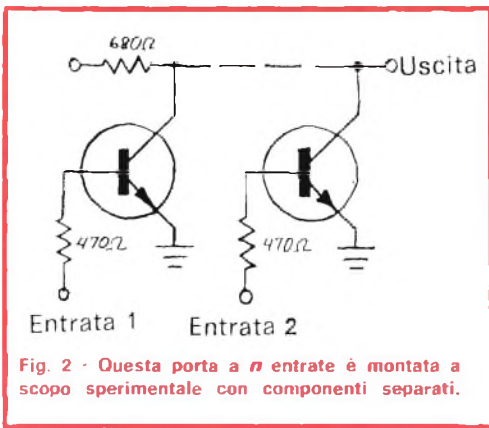 680Ω
Uscita
470Ω
470Ω
Entrata 1
Entrata 2
Fig. 2 - Questa porta a n entrate è montata a
scopo sperimentale con componenti separati.